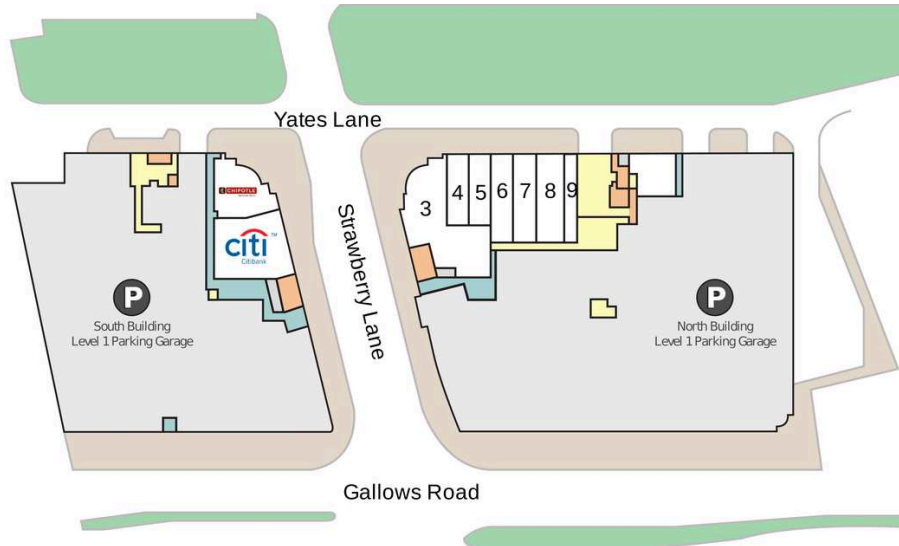 Yates Lane
CHIPOTLE
citi™
Citibank
Strawberry Lane
3
4
5
6
7
8
9
P
South Building
Level 1 Parking Garage
P
North Building
Level 1 Parking Garage
Gallows Road